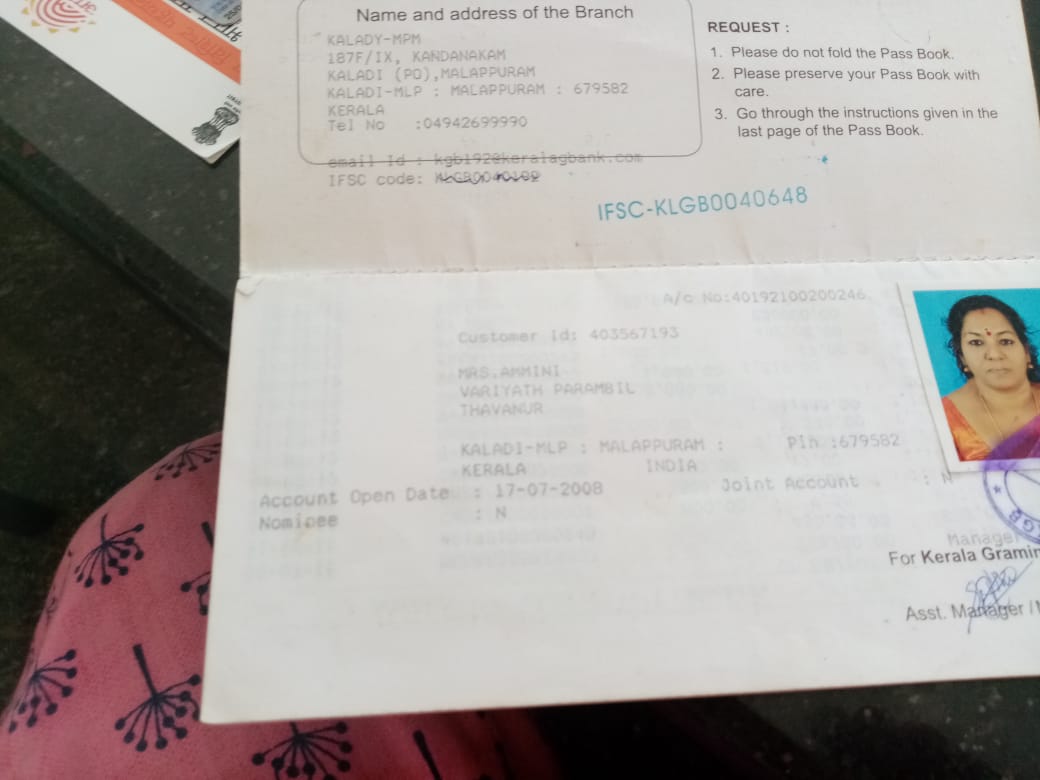 Name and address of the Branch
KALADY-MPM
187F/IX, KANDANAKAM
KALADI (PO),MALAPPURAM
KALADI-MLP : MALAPPURAM : 679582
KERALA
Tel No :04942699990
email Id : kgb192@keralagbank.com
IFSC code:
IFSC-KLGB0040648
REQUEST :
1. Please do not fold the Pass Book.
2. Please preserve your Pass Book with
care.
3. Go through the instructions given in the
last page of the Pass Book.
A/c No:40192100200246
Customer Id: 403567193
MRS.AMMINI
VARIYATH PARAMBIL
THAVANUR
KALADI-MLP : MALAPPURAM : Pin :679582
KERALA INDIA
Account Open Date : 17-07-2008 Joint Account : N
Nominee : N
Manager
For Kerala Gramin
Asst. Manager /